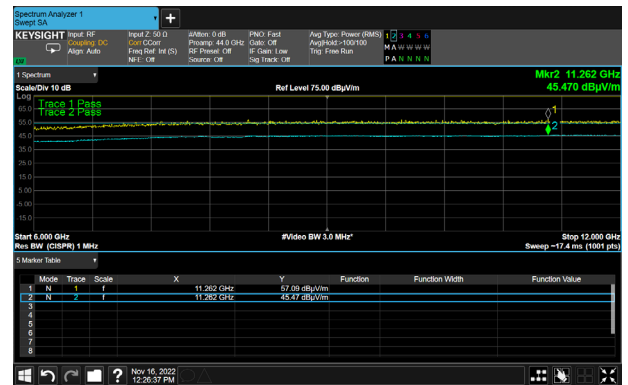 Spectrum Analyzer 1
Swept SA
+
KEYSIGHT Input: RF Input Z: 50 Ω #Atten: 0 dB PNO: Fast Avg Type: Power (RMS) 1 2 3 4 5 6
Coupling: DC Corr CCorr Preamp: 44.0 GHz Gate: Off Avg|Hold:>100/100 M A W W W W
Align: Auto Freq Ref: Int (S) RF Preset: Off IF Gain: Low Trig: Free Run
NFE: Off Source: Off Sig Track: Off P A N N N N
1 Spectrum
Mkr2 11.262 GHz
Scale/Div 10 dB Ref Level 75.00 dBµV/m 45.470 dBµV/m
Log
Trace 1 Pass
Trace 2 Pass
65.0
55.0
45.0
35.0
25.0
15.0
5.00
-5.00
-15.0
1
2
Start 6.000 GHz #Video BW 3.0 MHz* Stop 12.000 GHz
Res BW (CISPR) 1 MHz Sweep ~17.4 ms (1001 pts)
5 Marker Table
Mode Trace Scale X Y Function Function Width Function Value
1 N 1 f 11.262 GHz 57.09 dBµV/m
2 N 2 f 11.262 GHz 45.47 dBµV/m
3
4
5
6
7
8
? Nov 16, 2022
12:26:37 PM